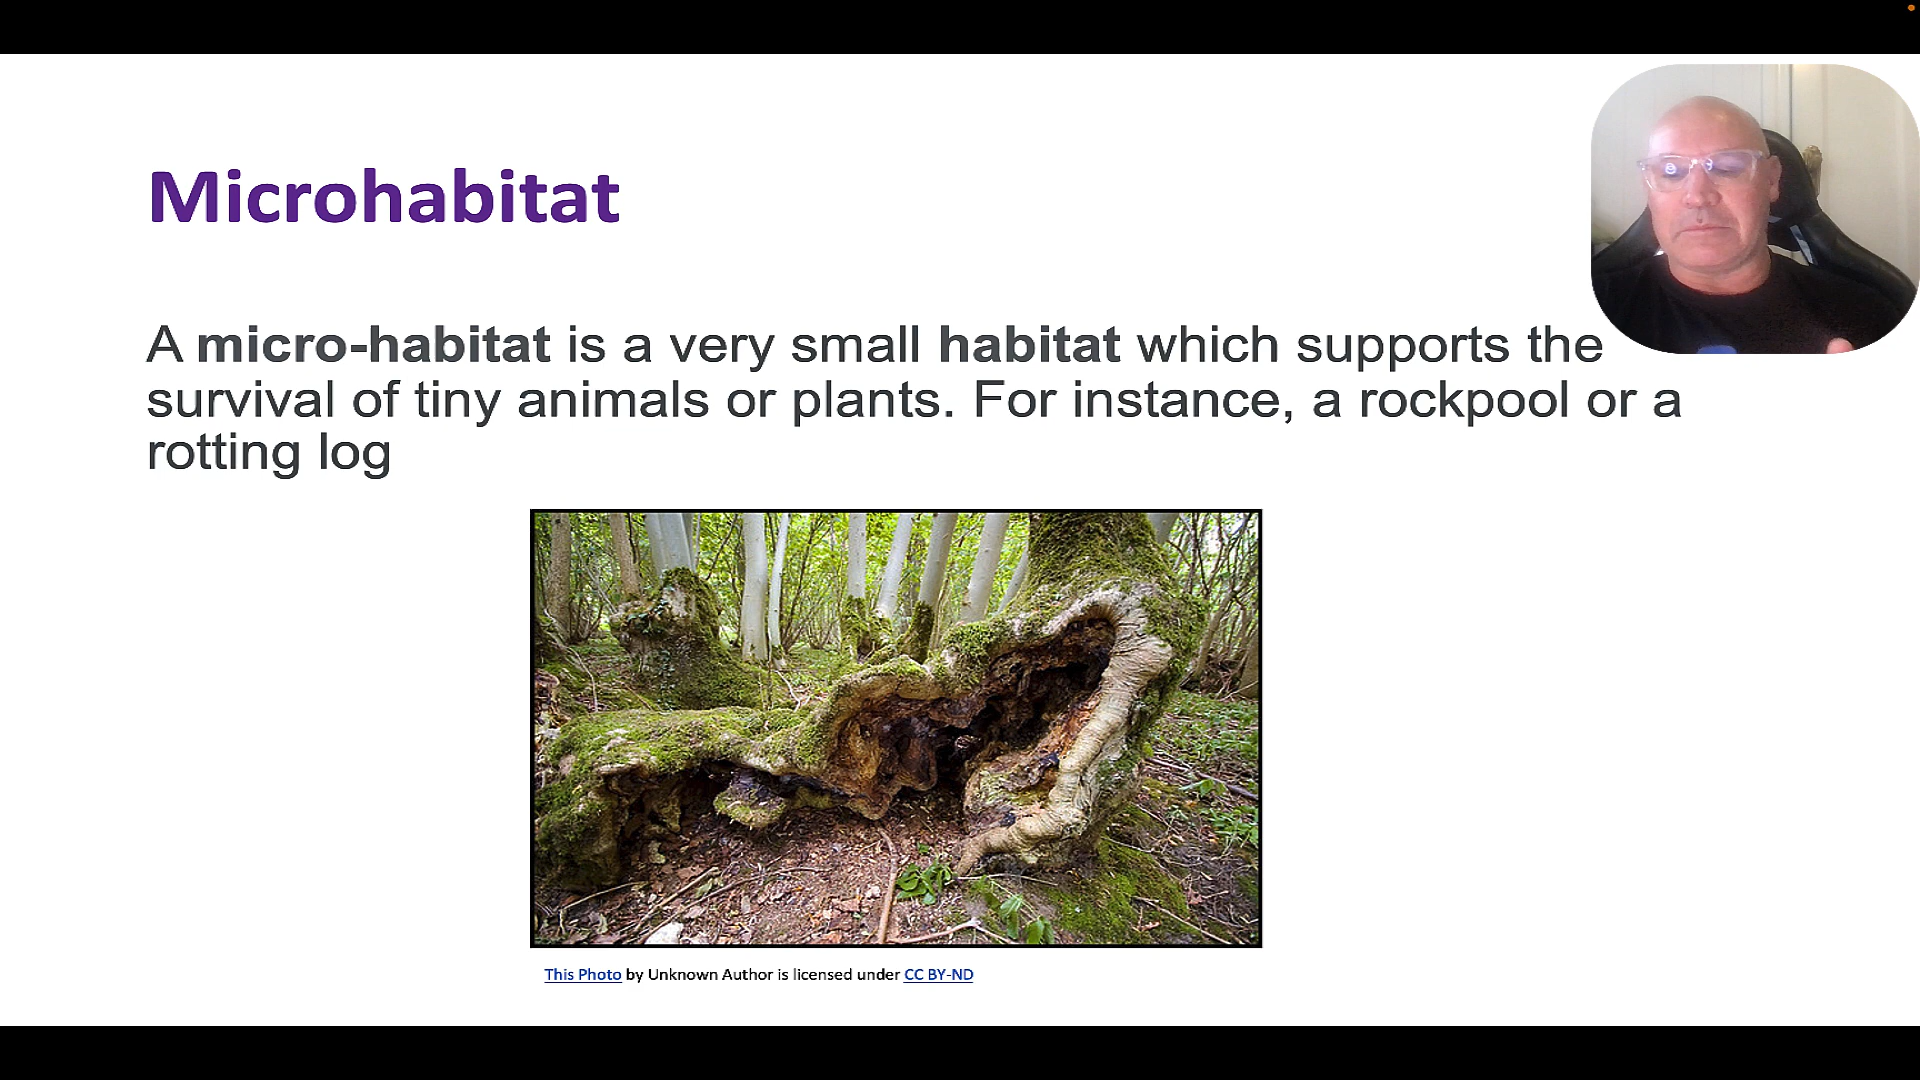 Microhabitat
A micro-habitat is a very small habitat which supports the
survival of tiny animals or plants. For instance, a rockpool or a
rotting log
This Photo by Unknown Author is licensed under CC BY-ND